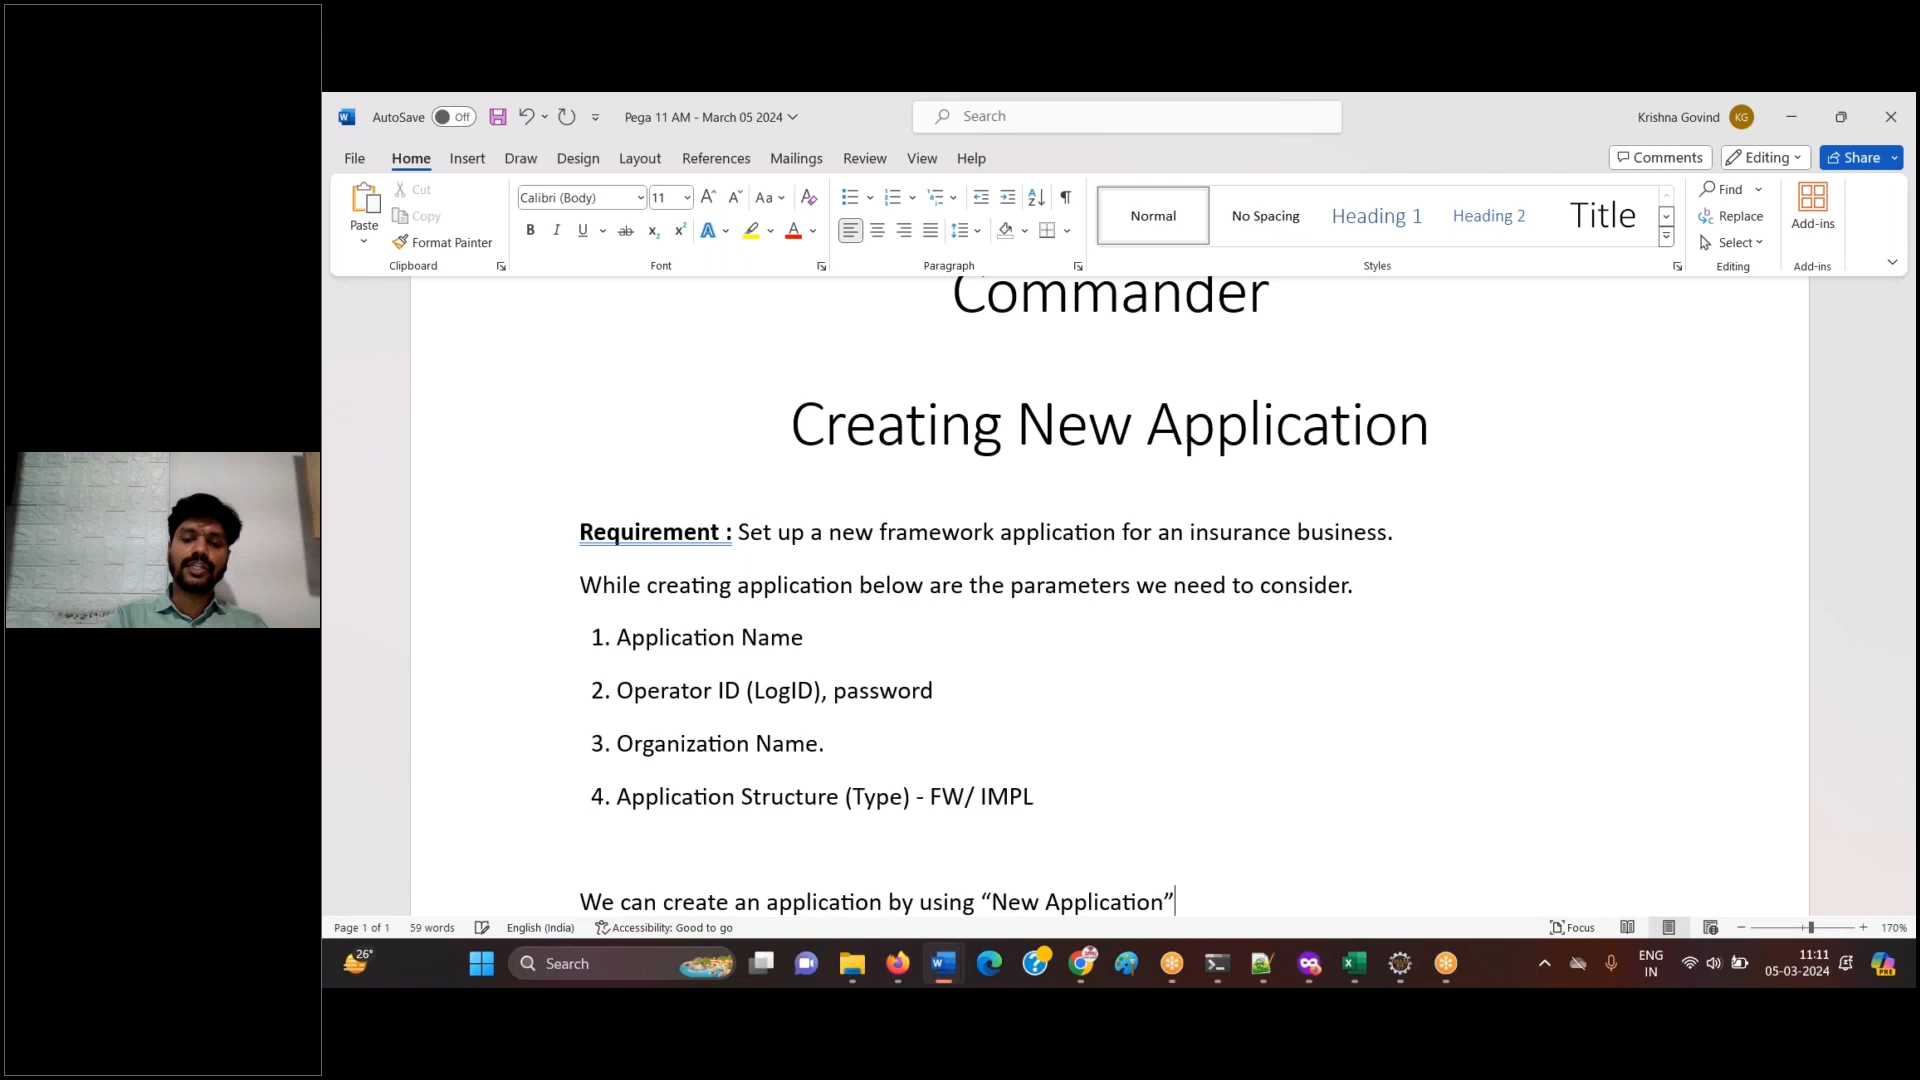 AutoSave Off Pega 11 AM - March 05 2024 Search Krishna Govind KG
File Home Insert Draw Design Layout References Mailings Review View Help Comments Editing Share
Paste Cut Copy Format Painter Clipboard
Calibri (Body) 11 Aa Font
Paragraph
Normal No Spacing Heading 1 Heading 2 Title Styles
Find Replace Select Editing
Add-ins Add-ins
Commander
Creating New Application
Requirement : Set up a new framework application for an insurance business.
While creating application below are the parameters we need to consider.
1. Application Name
2. Operator ID (LogID), password
3. Organization Name.
4. Application Structure (Type) - FW/ IMPL
We can create an application by using “New Application”
Page 1 of 1 59 words English (India) Accessibility: Good to go Focus 170%
26° Search ENG IN 11:11 05-03-2024